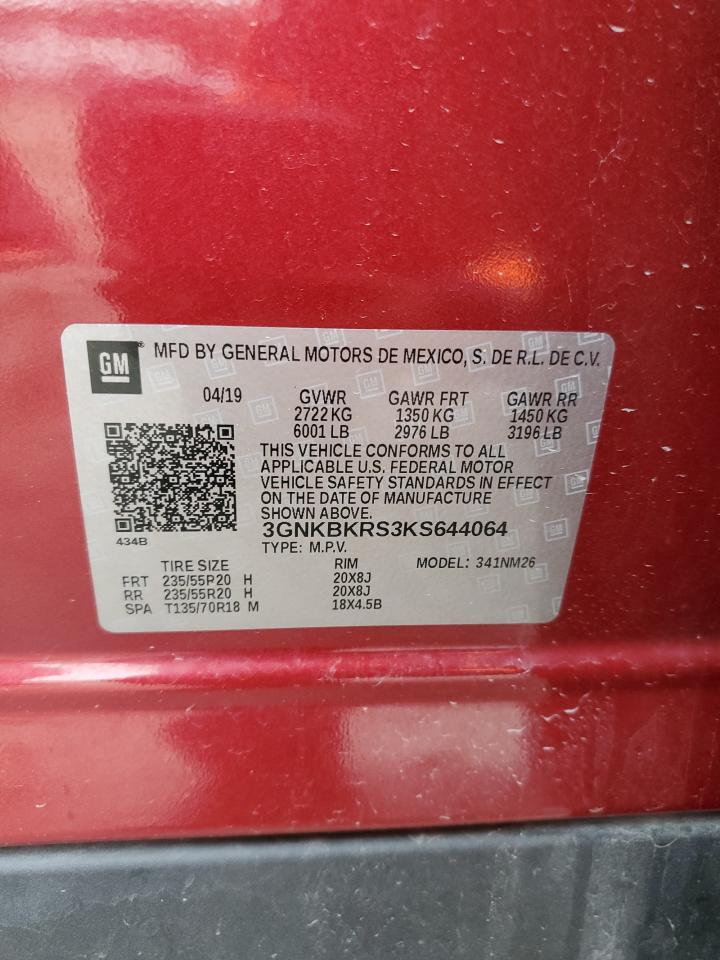 GM® MFD BY GENERAL MOTORS DE MEXICO, S. DE R.L. DE C.V.
04/19 GVWR GAWR FRT GAWR RR
2722 KG 1350 KG 1450 KG
6001 LB 2976 LB 3196 LB
THIS VEHICLE CONFORMS TO ALL
APPLICABLE U.S. FEDERAL MOTOR
VEHICLE SAFETY STANDARDS IN EFFECT
ON THE DATE OF MANUFACTURE
SHOWN ABOVE.
3GNKBKRS3KS644064
434B TYPE: M.P.V.
TIRE SIZE RIM MODEL: 341NM26
FRT 235/55P20 H 20X8J
RR 235/55R20 H 20X8J
SPA T135/70R18 M 18X4.5B